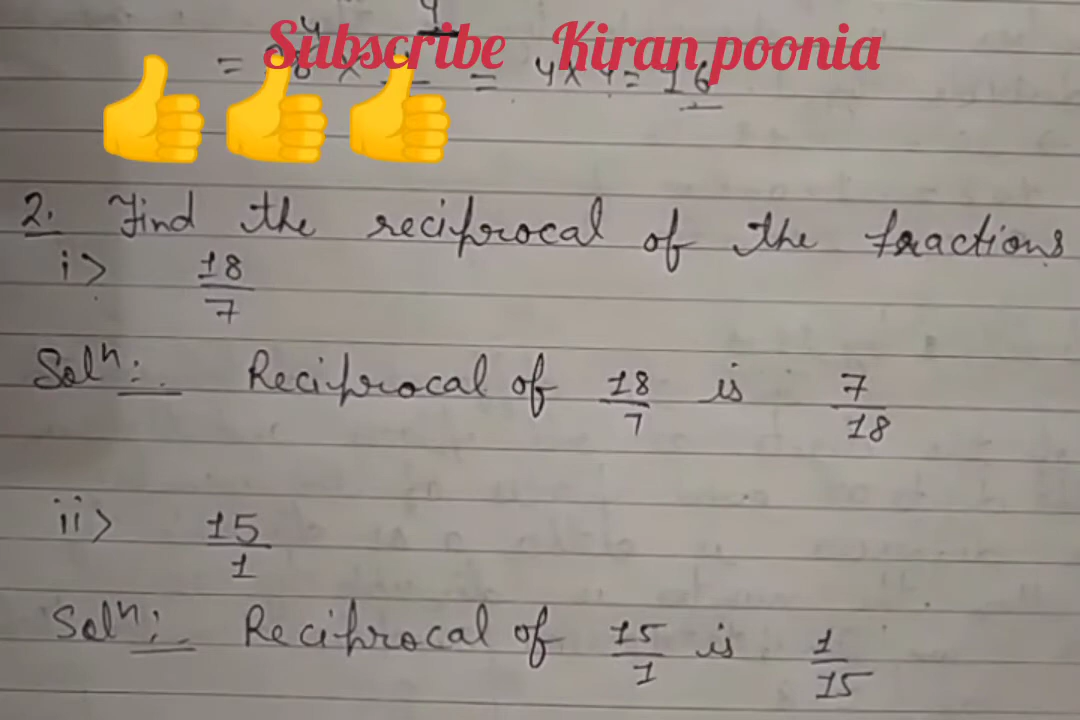 Subscribe Kiran poonia
= × = 4×4= 16
2. Find the reciprocal of the fractions
i> 18/7
Solⁿ:- Reciprocal of 18/7 is 7/18
ii> 15/1
Solⁿ:- Reciprocal of 15/1 is 1/15